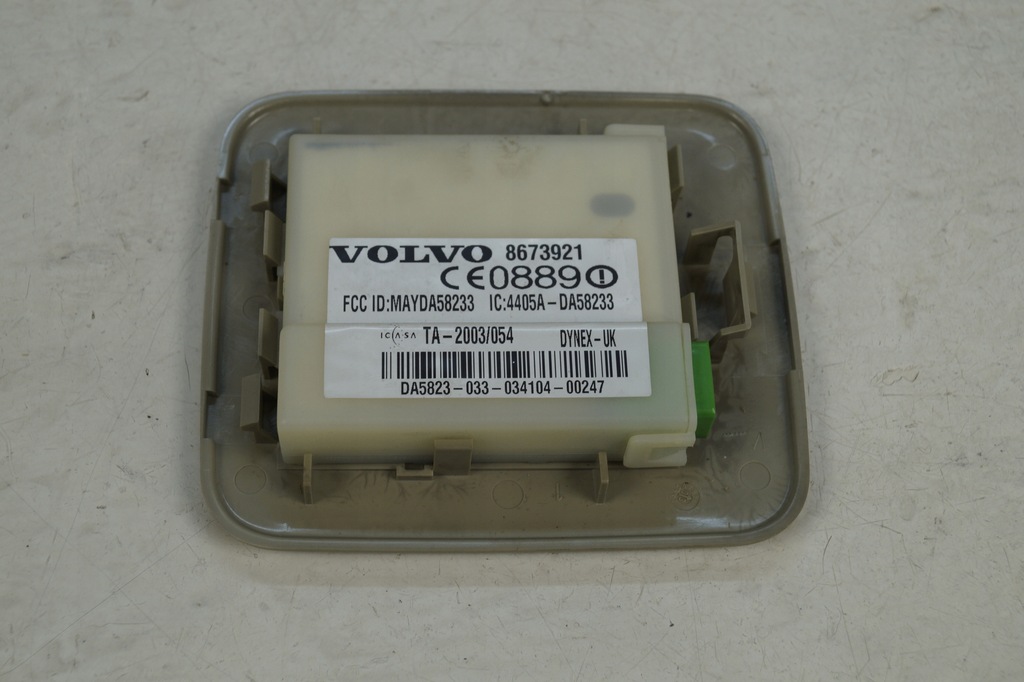 VOLVO 8673921
CE0889
FCC ID:MAYDA58233 IC:4405A-DA58233
ICASA TA-2003/054 DYNEX-UK
DA5823-033-034104-00247